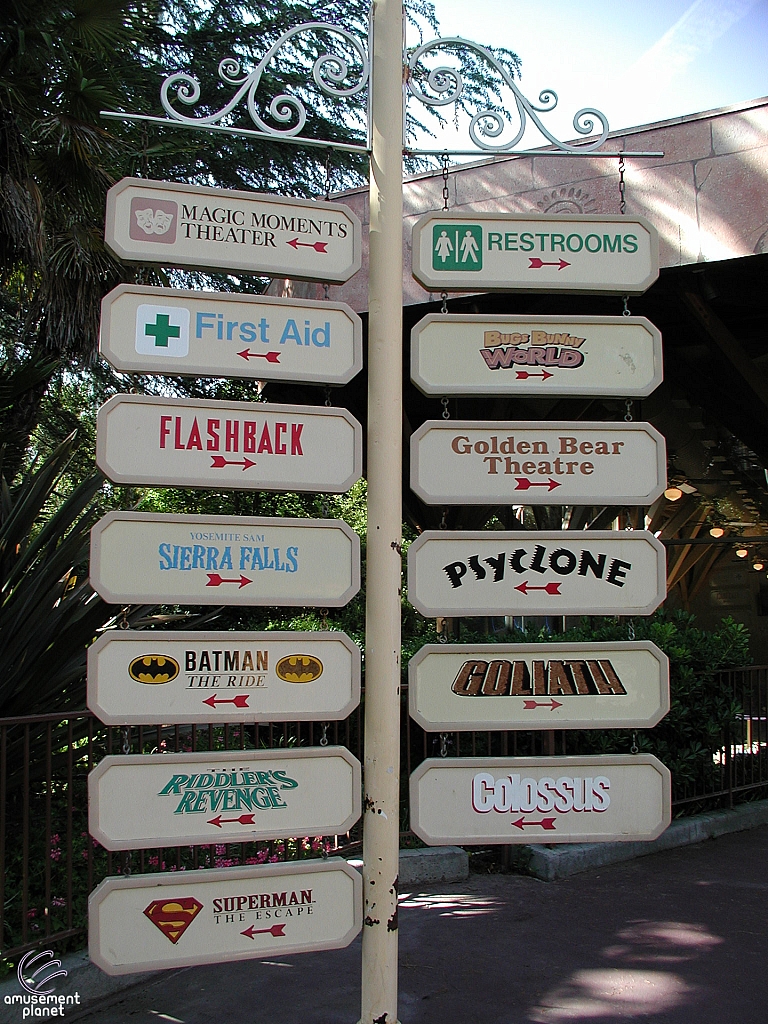 MAGIC MOMENTS
THEATER
First Aid
FLASHBACK
YOSEMITE SAM
SIERRA FALLS
BATMAN
THE RIDE
THE
RIDDLER'S
REVENGE
SUPERMAN
THE ESCAPE
RESTROOMS
BUGS BUNNY
WORLD
Golden Bear
Theatre
PSYCLONE
GOLIATH
Colossus
amusement
planet